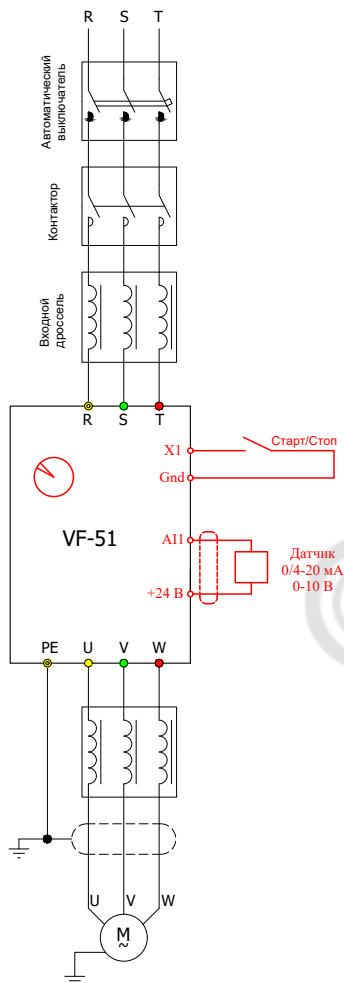 R S T
Автоматический
выключатель
Контактор
Входной
дроссель
R S T
X1
Старт/Стоп
Gnd
VF-51
AI1
Датчик
0/4-20 мА
0-10 В
+24 В
PE U V W
U V W
M
~